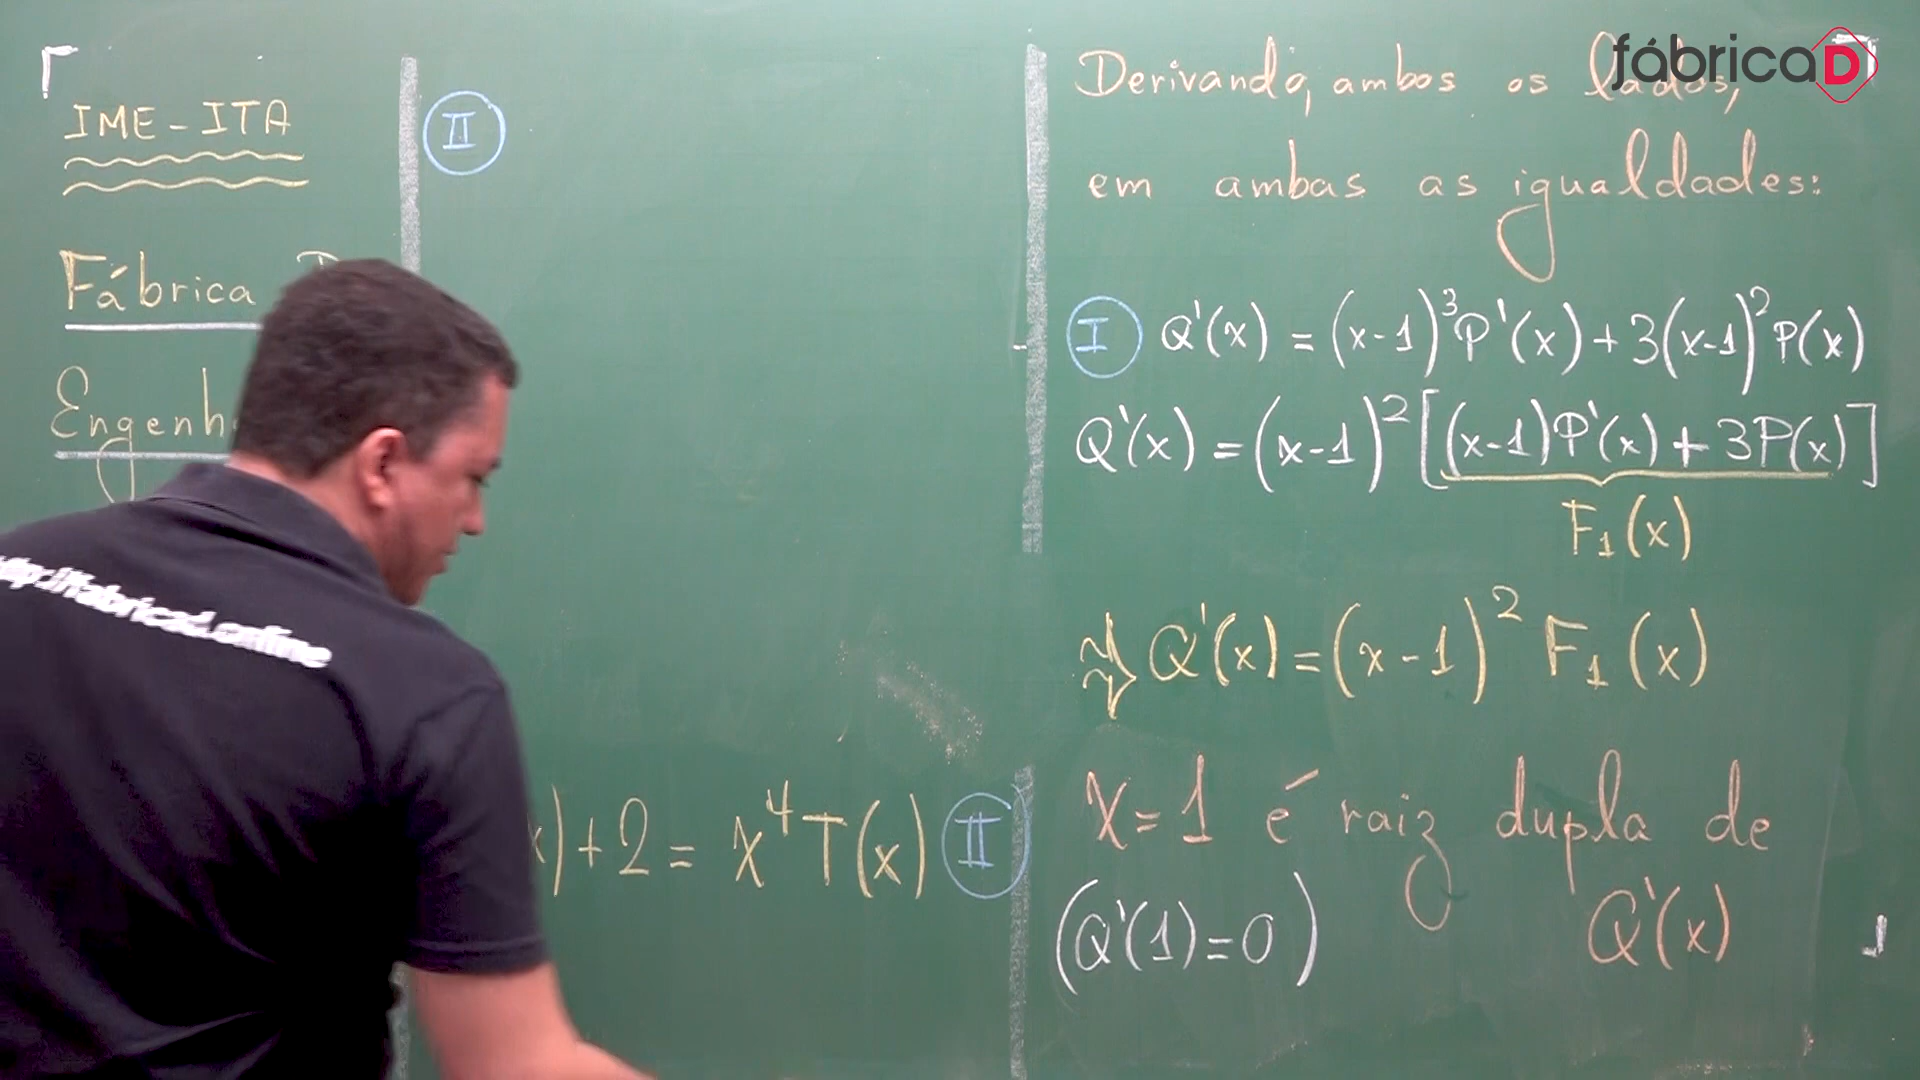 IME-ITA
Fábrica
Engenh
II
x)+2 = x⁴T(x) II
Derivando, ambos os lados,
em ambas as igualdades:
I Q'(x) = (x-1)³P'(x)+3(x-1)²P(x)
Q'(x) = (x-1)²[(x-1)P'(x)+3P(x)]
F₁(x)
⇒ Q'(x)=(x-1)² F₁(x)
x=1 é raiz dupla de
Q'(x)
(Q'(1)=0)
fábricaD
http://fabricad.online